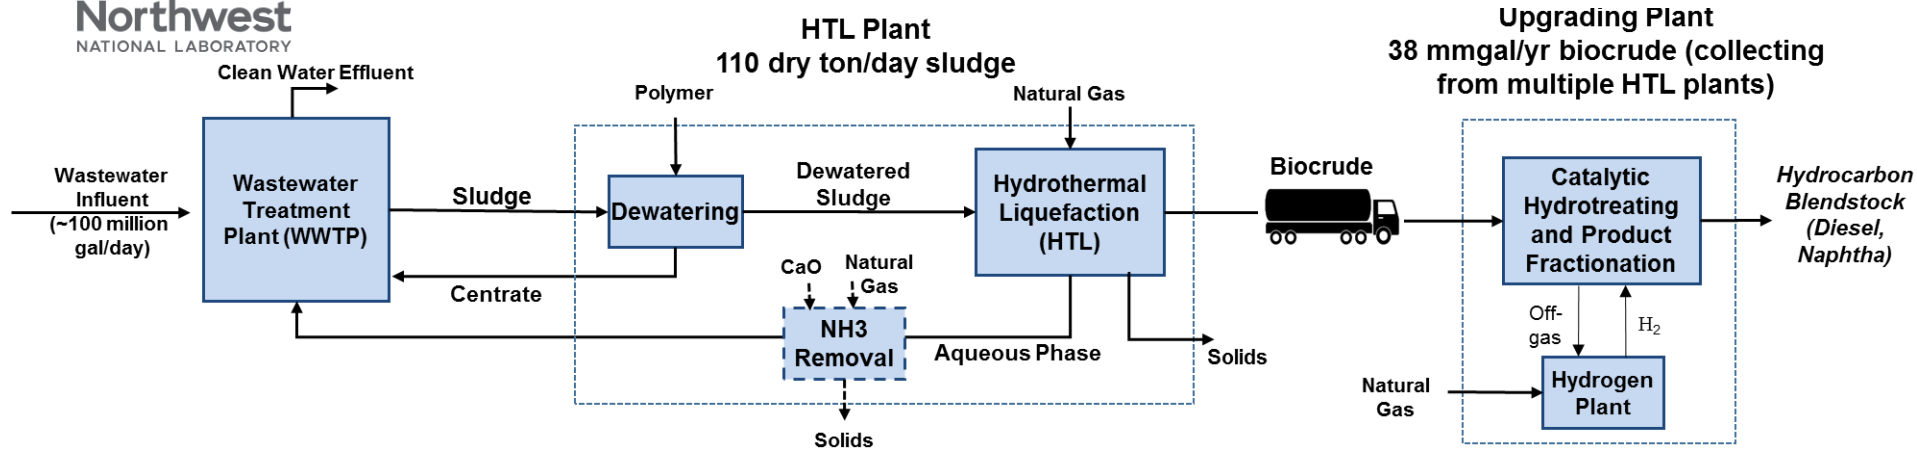 Northwest
NATIONAL LABORATORY
HTL Plant
110 dry ton/day sludge
Upgrading Plant
38 mmgal/yr biocrude (collecting
from multiple HTL plants)
Clean Water Effluent
Polymer
Natural Gas
Wastewater
Influent
(~100 million
gal/day)
Wastewater
Treatment
Plant (WWTP)
Sludge
Dewatering
Dewatered
Sludge
Hydrothermal
Liquefaction
(HTL)
Biocrude
Catalytic
Hydrotreating
and Product
Fractionation
Hydrocarbon
Blendstock
(Diesel,
Naphtha)
Centrate
CaO
Natural
Gas
NH3
Removal
Aqueous Phase
Solids
Solids
Off-
gas
H₂
Natural
Gas
Hydrogen
Plant